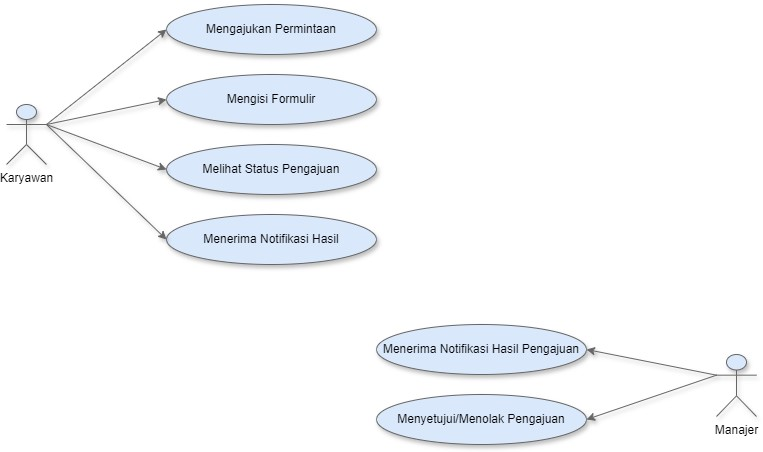 Mengajukan Permintaan
Mengisi Formulir
Melihat Status Pengajuan
Karyawan
Menerima Notifikasi Hasil
Menerima Notifikasi Hasil Pengajuan
Menyetujui/Menolak Pengajuan
Manajer